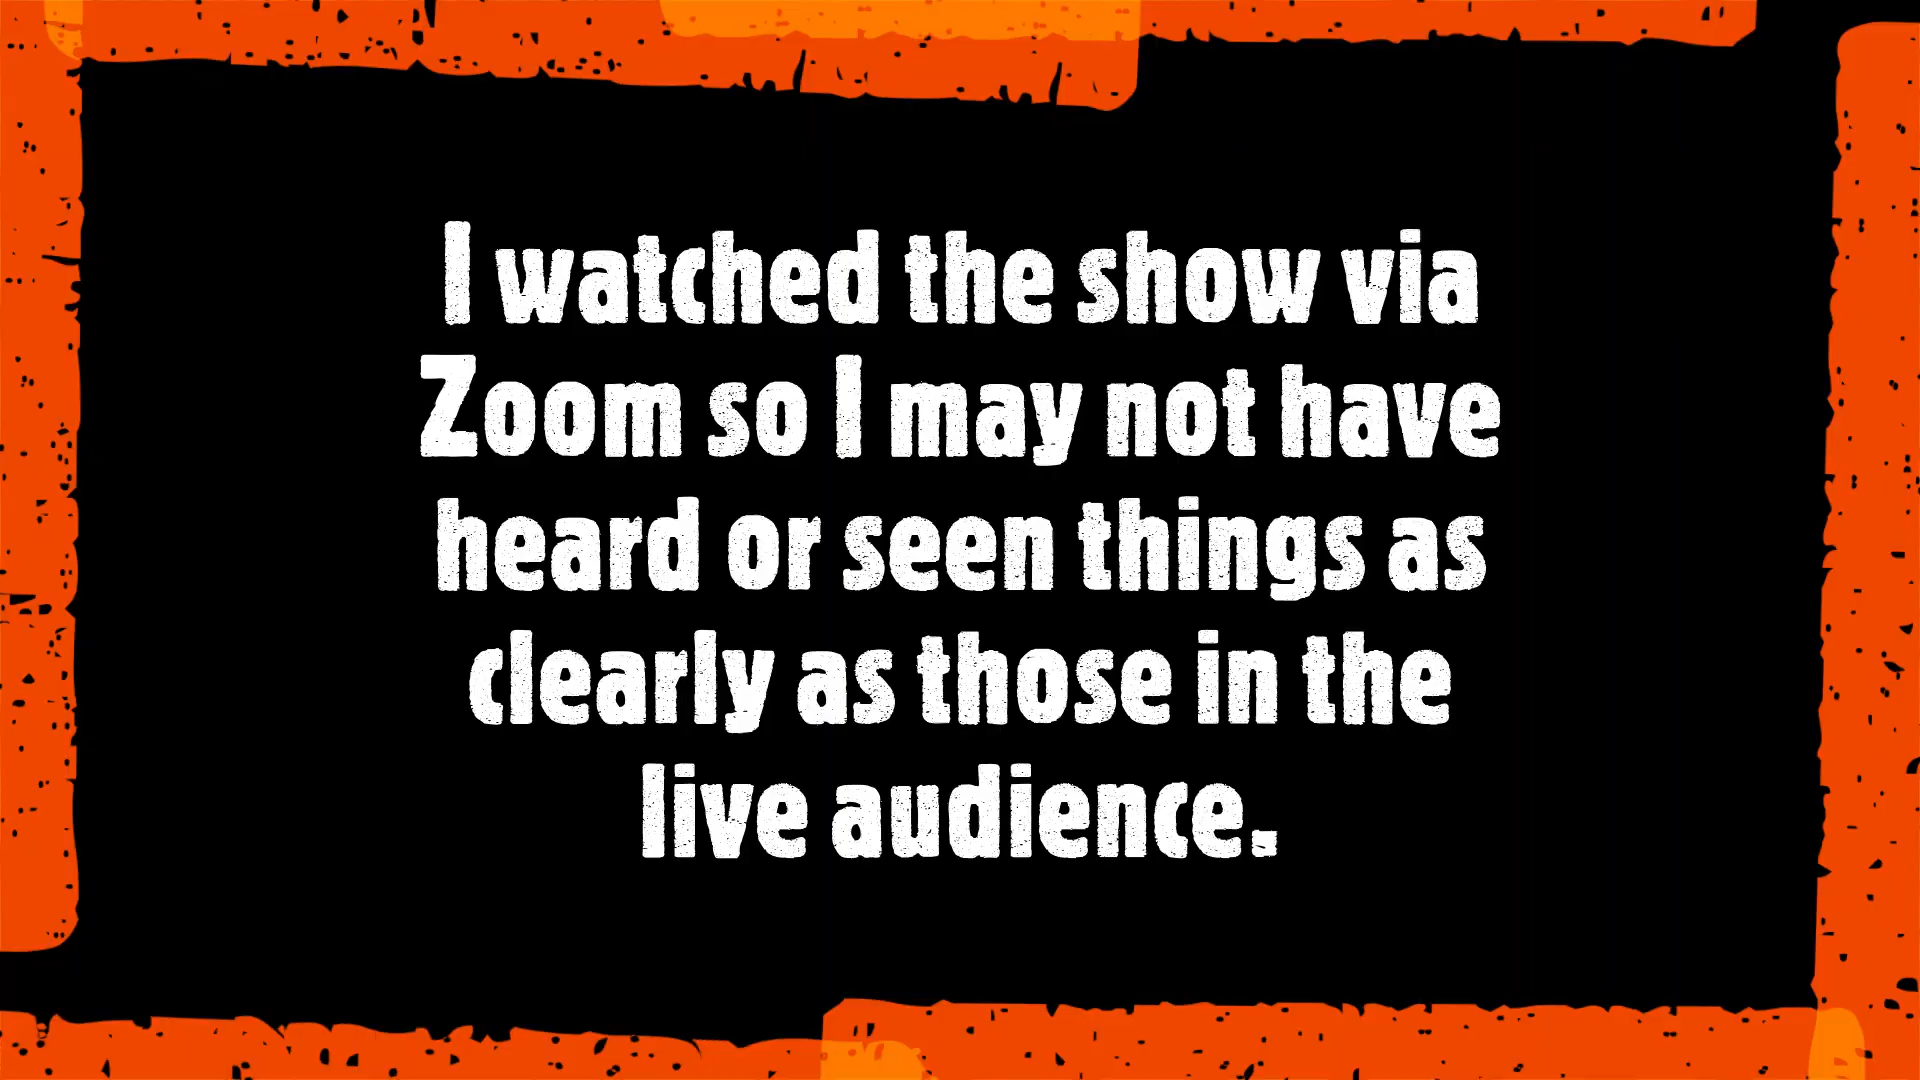 I watched the show via
Zoom so I may not have
heard or seen things as
clearly as those in the
live audience.